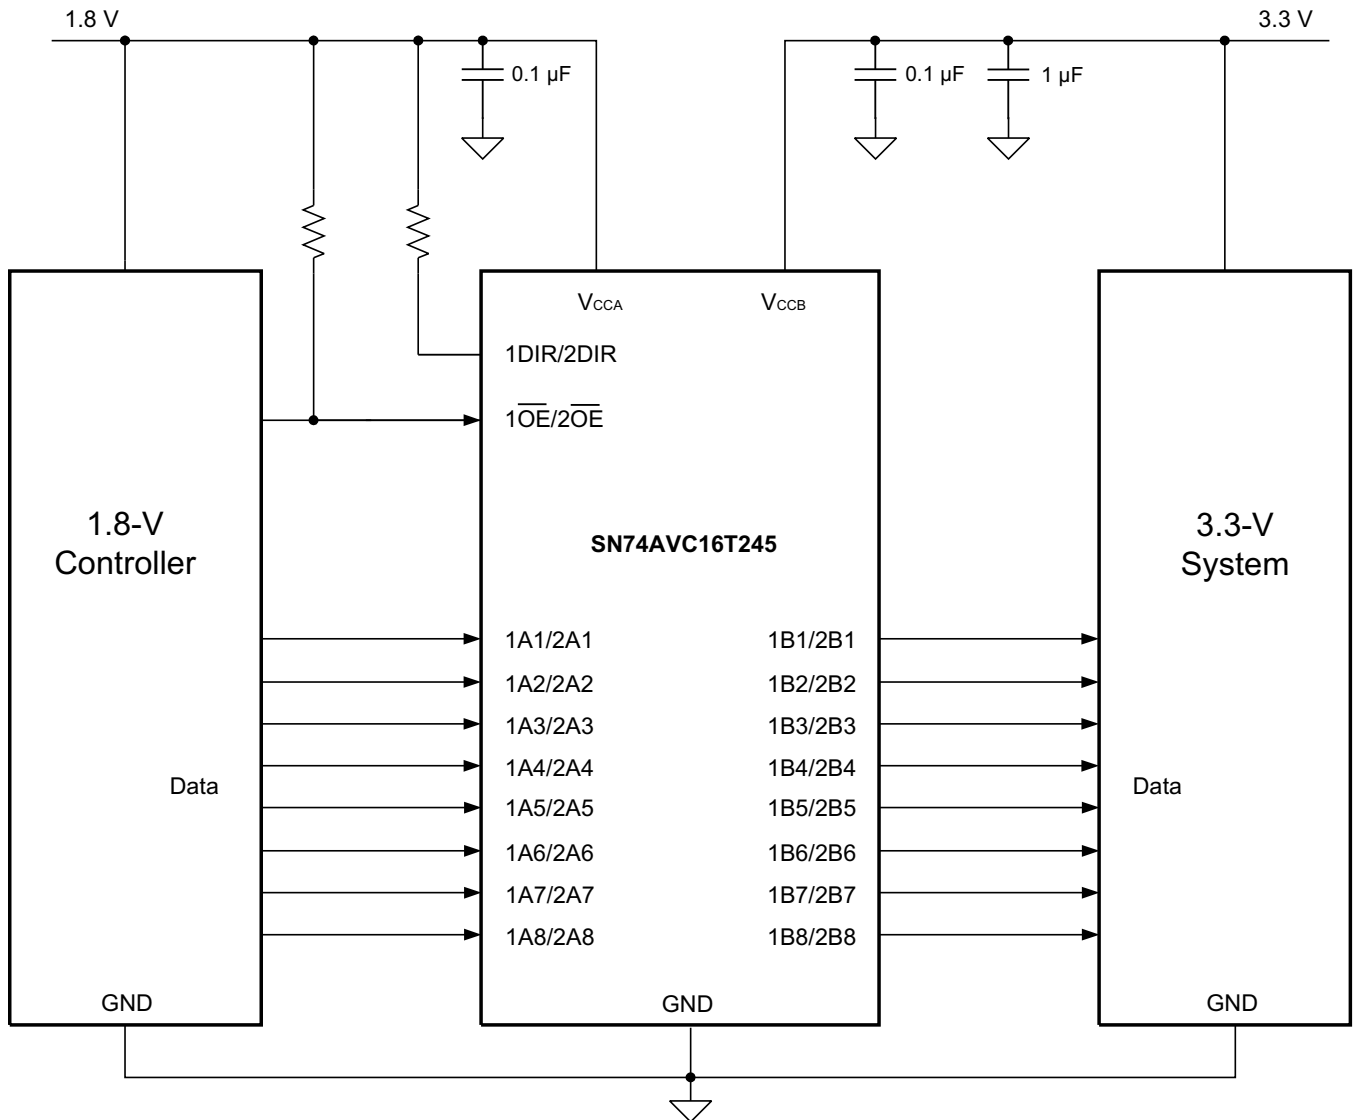 1.8 V
3.3 V
0.1 µF
0.1 µF
1 µF
VCCA
VCCB
1DIR/2DIR
1O̅E̅/2O̅E̅
1.8-V
Controller
SN74AVC16T245
3.3-V
System
1A1/2A1
1B1/2B1
1A2/2A2
1B2/2B2
1A3/2A3
1B3/2B3
1A4/2A4
1B4/2B4
Data
Data
1A5/2A5
1B5/2B5
1A6/2A6
1B6/2B6
1A7/2A7
1B7/2B7
1A8/2A8
1B8/2B8
GND
GND
GND